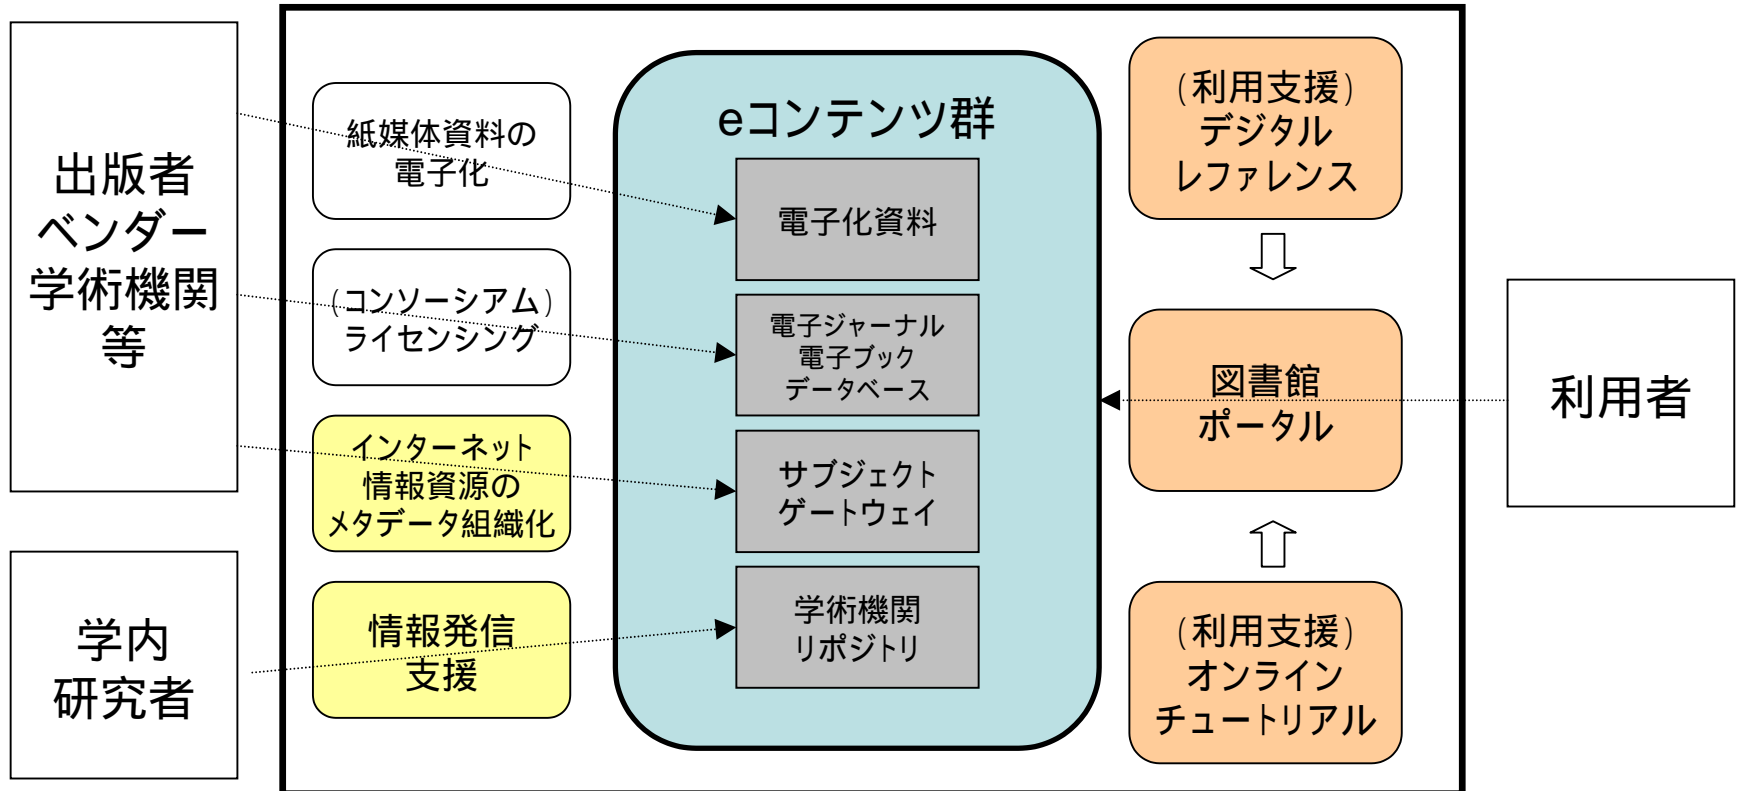 出版者
ベンダー
学術機関
等
学内
研究者
紙媒体資料の
電子化
（コンソーシアム）
ライセンシング
インターネット
情報資源の
メタデータ組織化
情報発信
支援
eコンテンツ群
電子化資料
電子ジャーナル
電子ブック
データベース
サブジェクト
ゲートウェイ
学術機関
リポジトリ
（利用支援）
デジタル
レファレンス
図書館
ポータル
（利用支援）
オンライン
チュートリアル
利用者